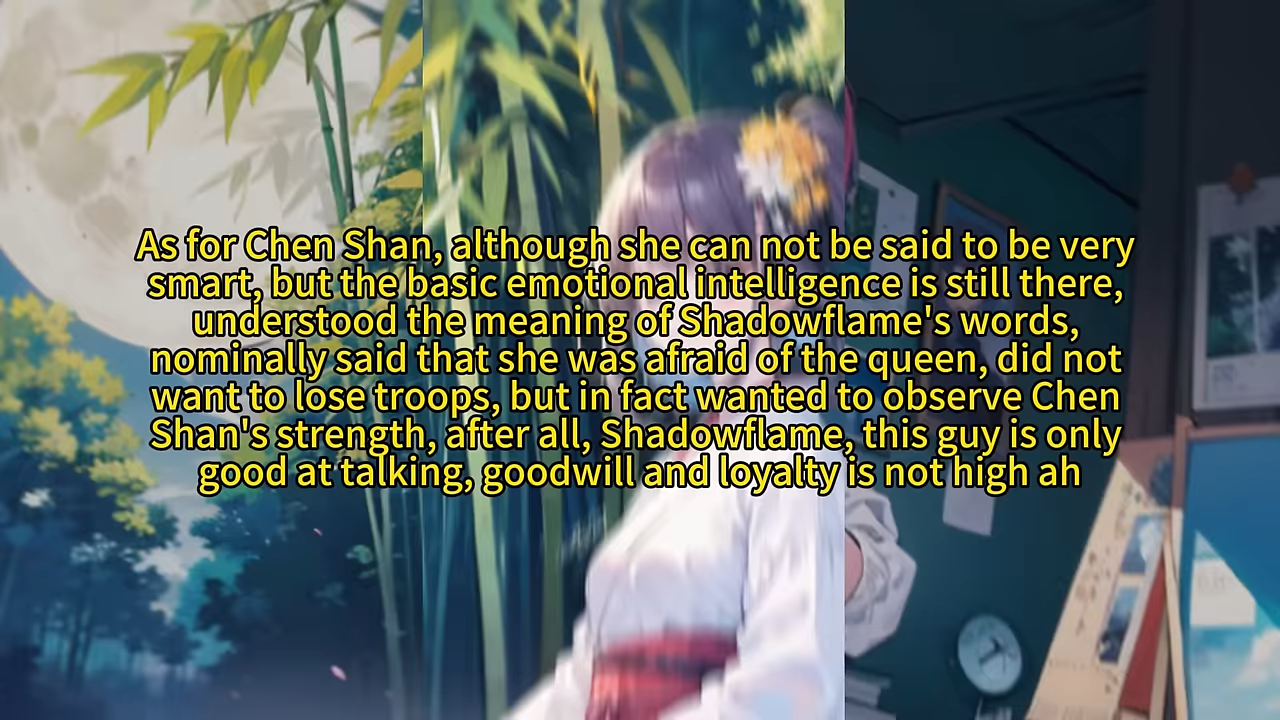 As for Chen Shan, although she can not be said to be very
smart, but the basic emotional intelligence is still there,
understood the meaning of Shadowflame's words,
nominally said that she was afraid of the queen, did not
want to lose troops, but in fact wanted to observe Chen
Shan's strength, after all, Shadowflame, this guy is only
good at talking, goodwill and loyalty is not high ah